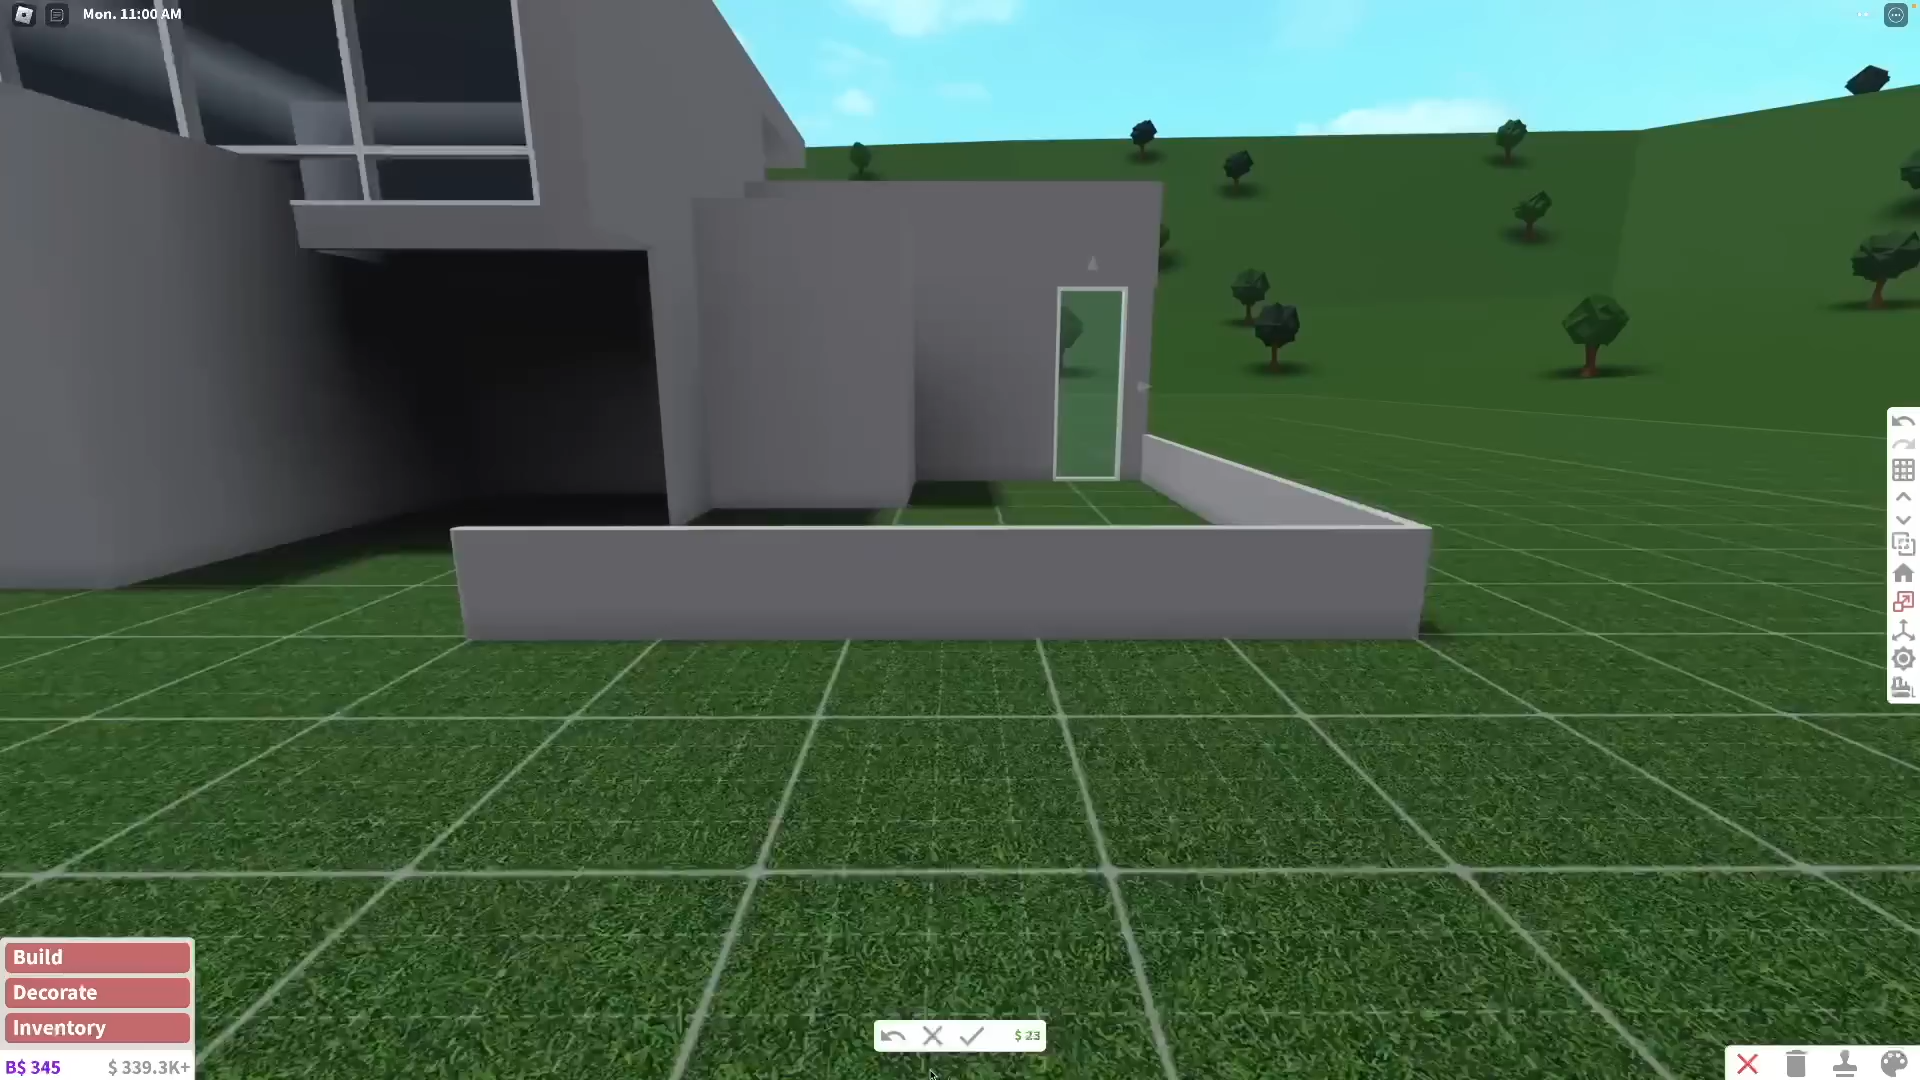 Mon. 11:00 AM
Build
Decorate
Inventory
B$ 345
$ 339.3K+
$ 23